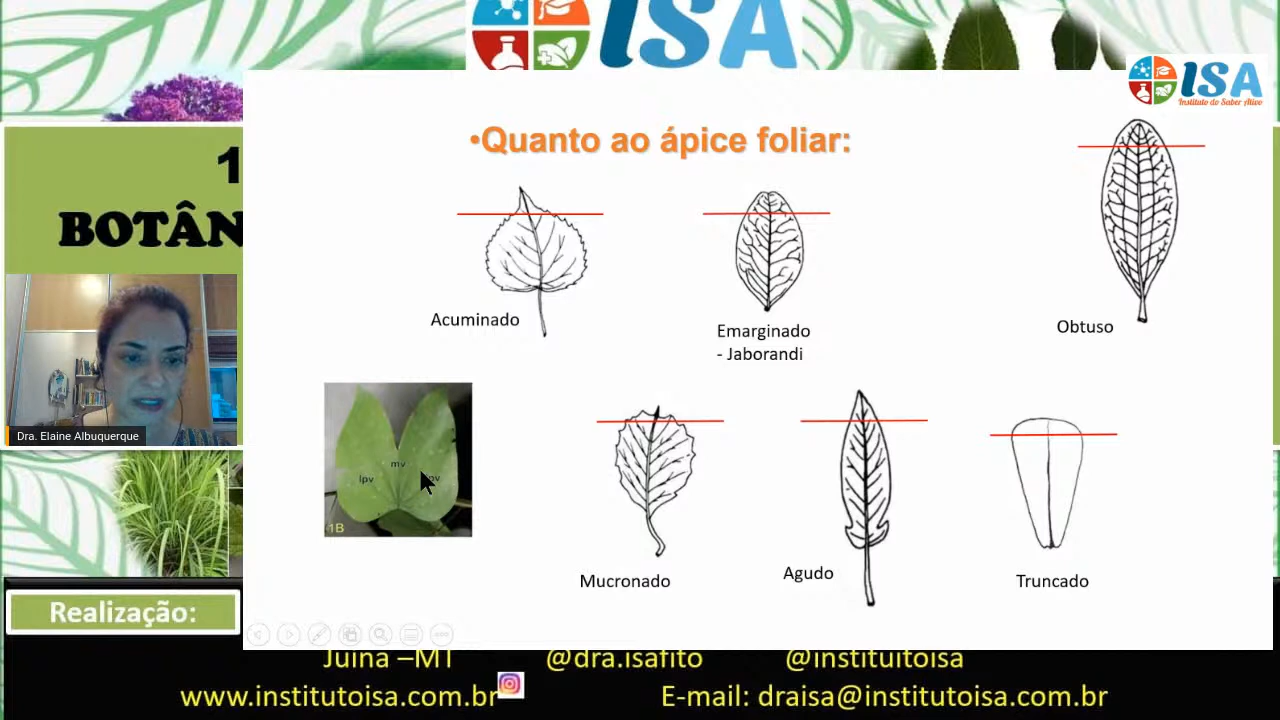 ISA
ISA
Instituto do Saber Ativo
•Quanto ao ápice foliar:
1
BOTÂN
Acuminado
Emarginado
- Jaborandi
Obtuso
Dra. Elaine Albuquerque
lpv
mv
1B
Mucronado
Agudo
Truncado
Realização:
Juína –MT
@dra.isafito
@instituitoisa
www.institutoisa.com.br
E-mail: draisa@institutoisa.com.br